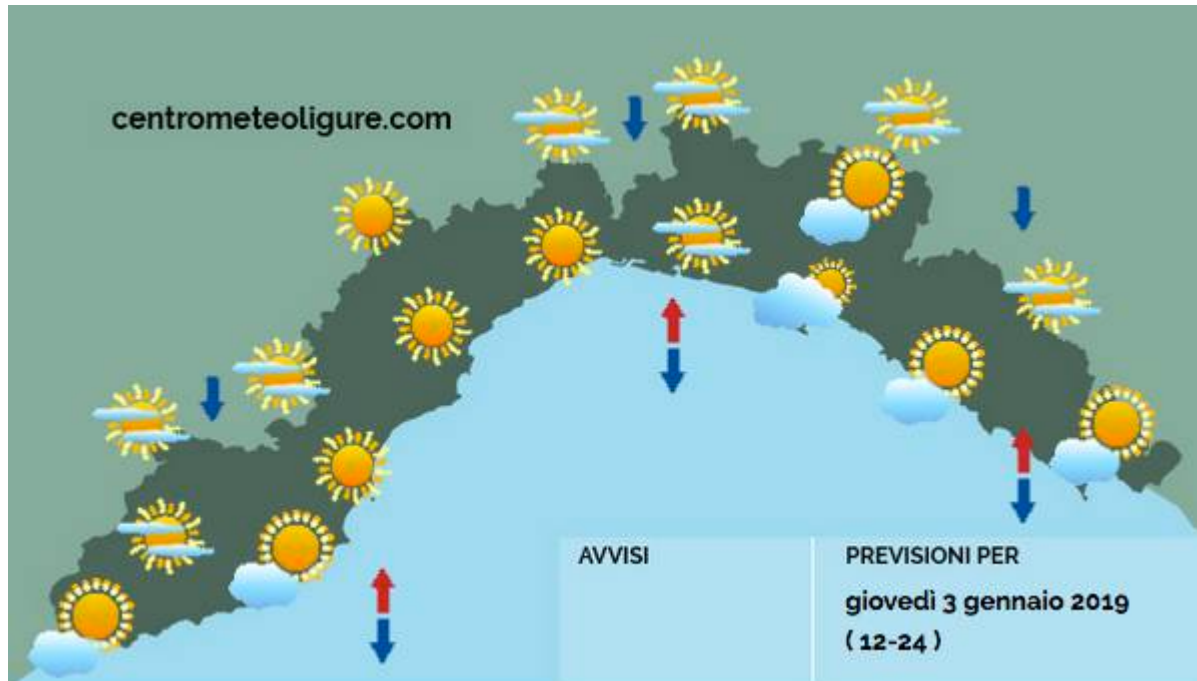 centrometeoligure.com
AVVISI
PREVISIONI PER
giovedì 3 gennaio 2019
( 12-24 )